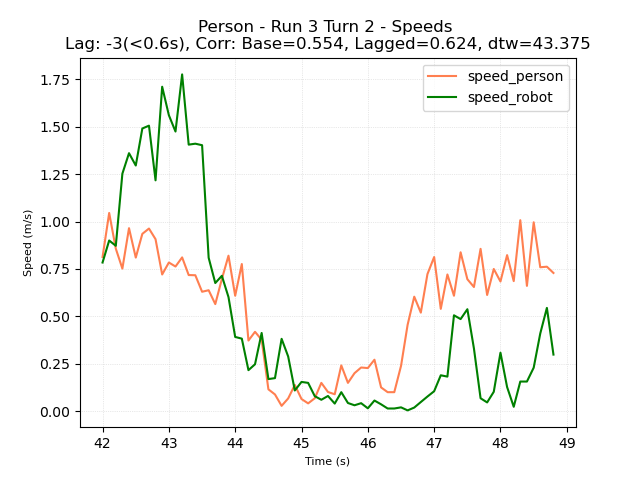 Person - Run 3 Turn 2 - Speeds
Lag: -3(<0.6s), Corr: Base=0.554, Lagged=0.624, dtw=43.375
speed_person
speed_robot
1.75
1.50
1.25
1.00
0.75
0.50
0.25
0.00
Speed (m/s)
42 43 44 45 46 47 48 49
Time (s)